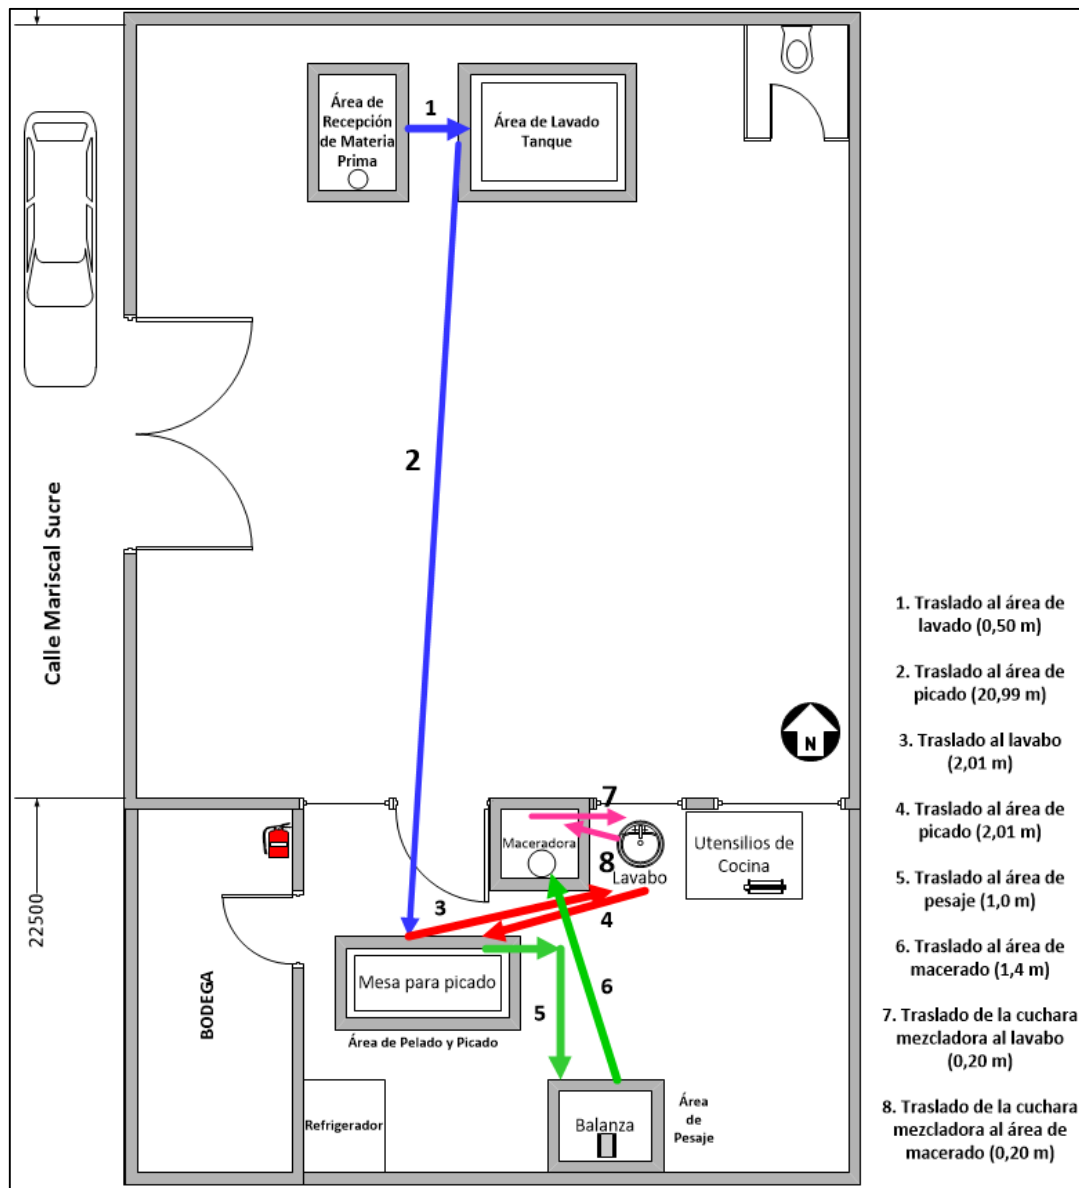 Área de
Recepción
de Materia
Prima
1
Área de Lavado
Tanque
2
Calle Mariscal Sucre
N
1. Traslado al área de
lavado (0,50 m)
2. Traslado al área de
picado (20,99 m)
3. Traslado al lavabo
(2,01 m)
4. Traslado al área de
picado (2,01 m)
5. Traslado al área de
pesaje (1,0 m)
6. Traslado al área de
macerado (1,4 m)
7. Traslado de la cuchara
mezcladora al lavabo
(0,20 m)
8. Traslado de la cuchara
mezcladora al área de
macerado (0,20 m)
22500
7
Maceradora
8
Lavabo
Utensilios de
Cocina
3
4
Mesa para picado
5
6
Área de Pelado y Picado
BODEGA
Refrigerador
Balanza
Área
de
Pesaje